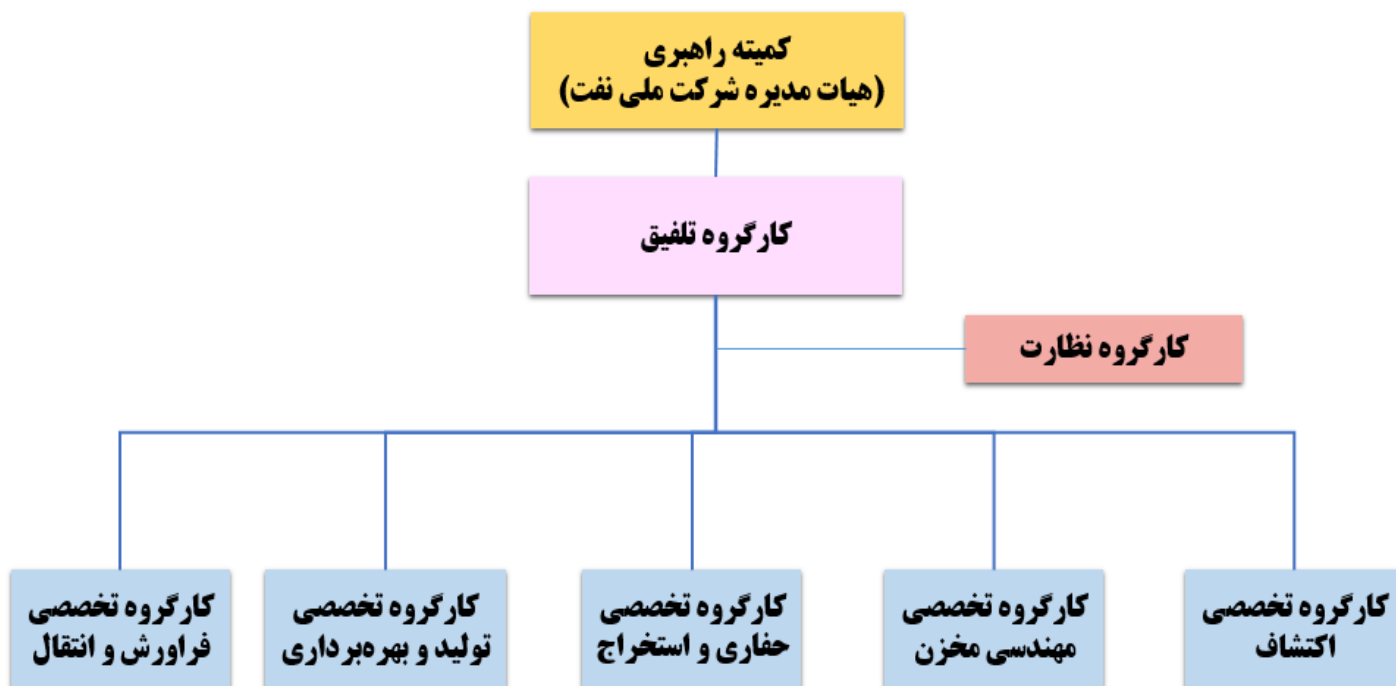 کمیته راهبری
(هیات مدیره شرکت ملی نفت)
کارگروه تلفیق
کارگروه نظارت
کارگروه تخصصی
اکتشاف
کارگروه تخصصی
مهندسی مخزن
کارگروه تخصصی
حفاری و استخراج
کارگروه تخصصی
تولید و بهره‌برداری
کارگروه تخصصی
فراورش و انتقال